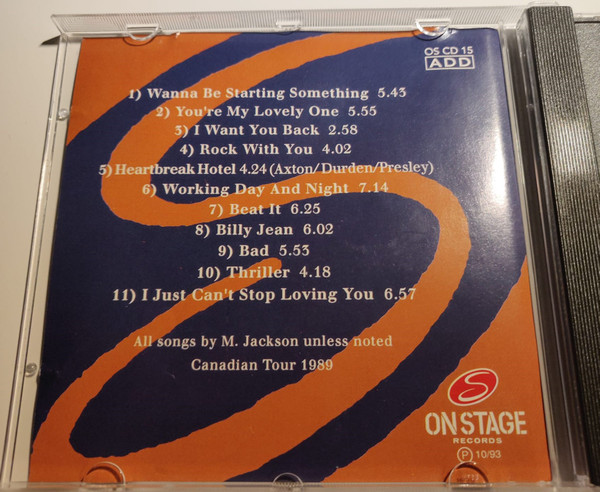 OS CD 15
ADD
1) Wanna Be Starting Something 5.43
2) You're My Lovely One 5.55
3) I Want You Back 2.58
4) Rock With You 4.02
5) Heartbreak Hotel 4.24 (Axton/Durden/Presley)
6) Working Day And Night 7.14
7) Beat It 6.25
8) Billy Jean 6.02
9) Bad 5.53
10) Thriller 4.18
11) I Just Can't Stop Loving You 6.57
All songs by M. Jackson unless noted
Canadian Tour 1989
S
ON STAGE
RECORDS
Ⓟ 10/93